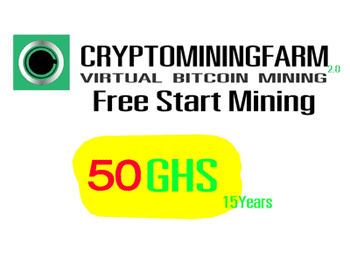 CRYPTOMININGFARM
2.0
VIRTUAL BITCOIN MINING
Free Start Mining
50 GHS
15Years